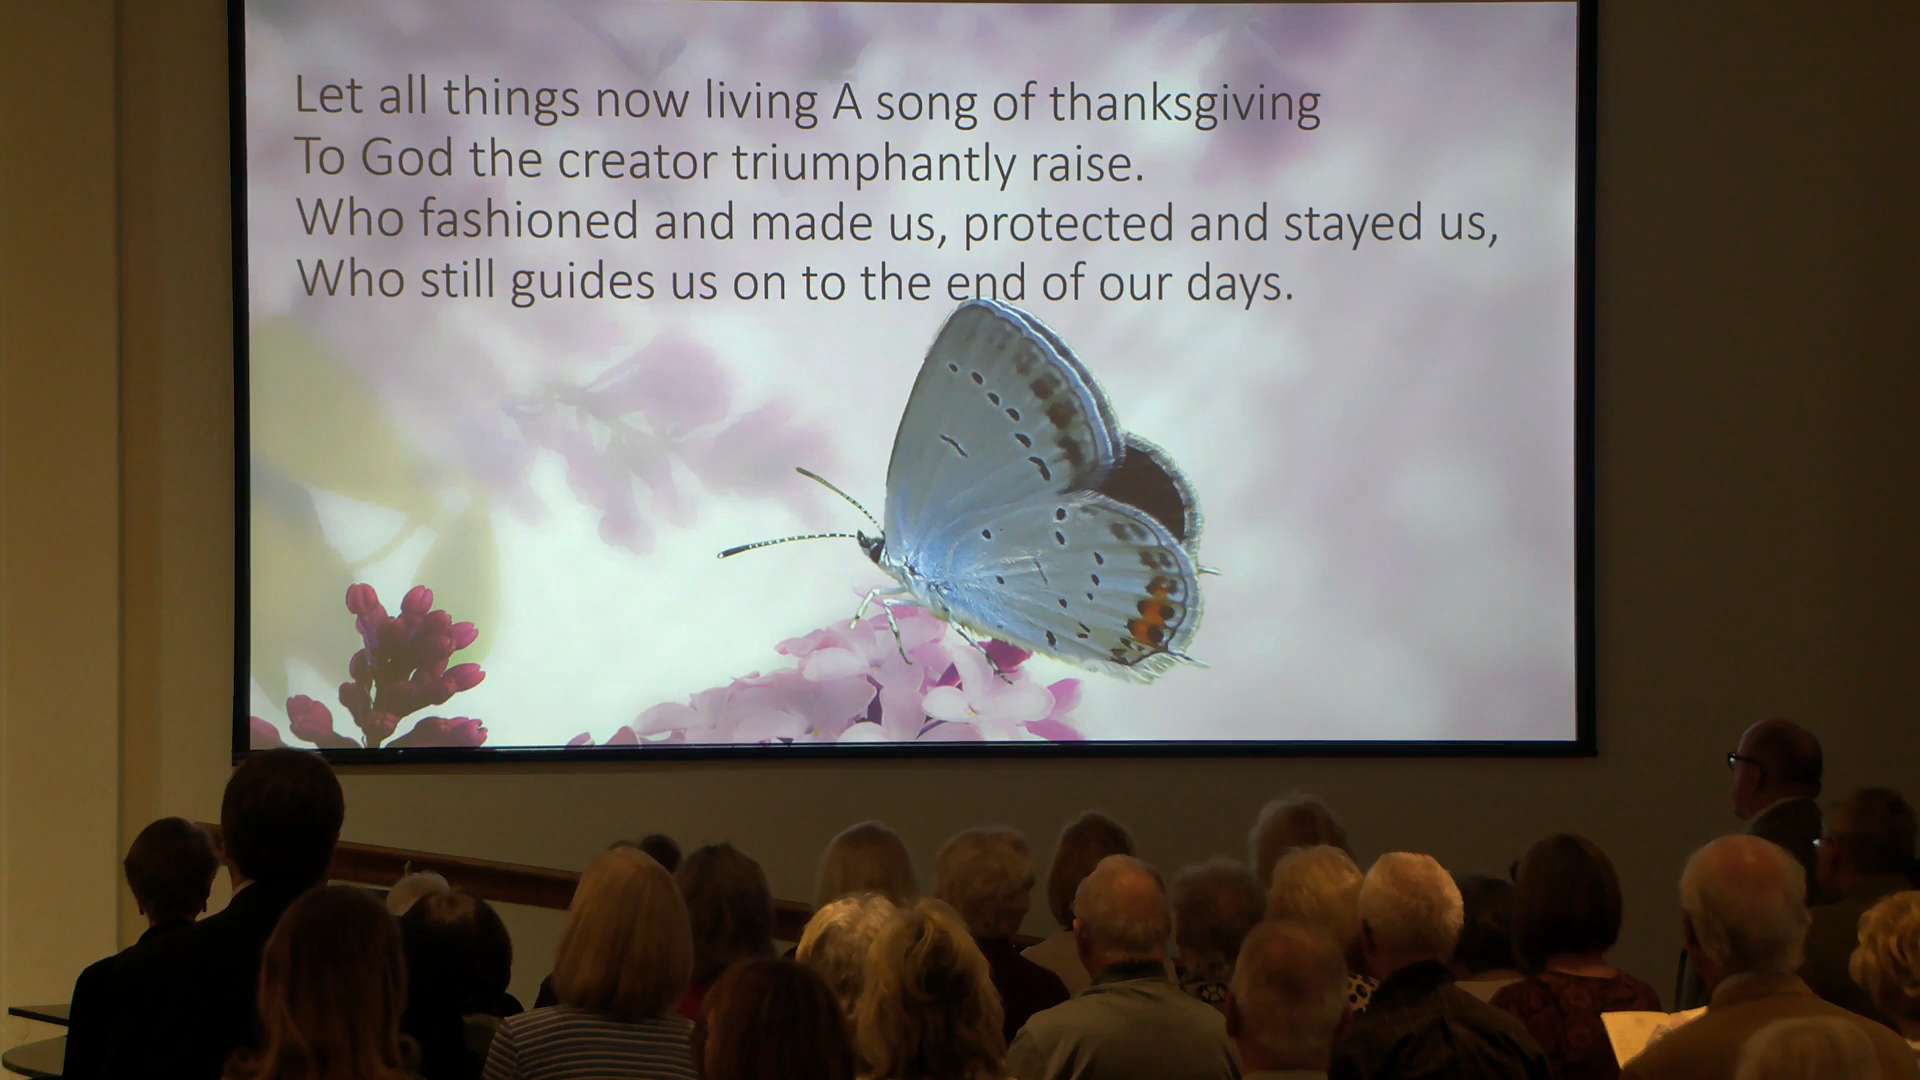 Let all things now living A song of thanksgiving
To God the creator triumphantly raise.
Who fashioned and made us, protected and stayed us,
Who still guides us on to the end of our days.